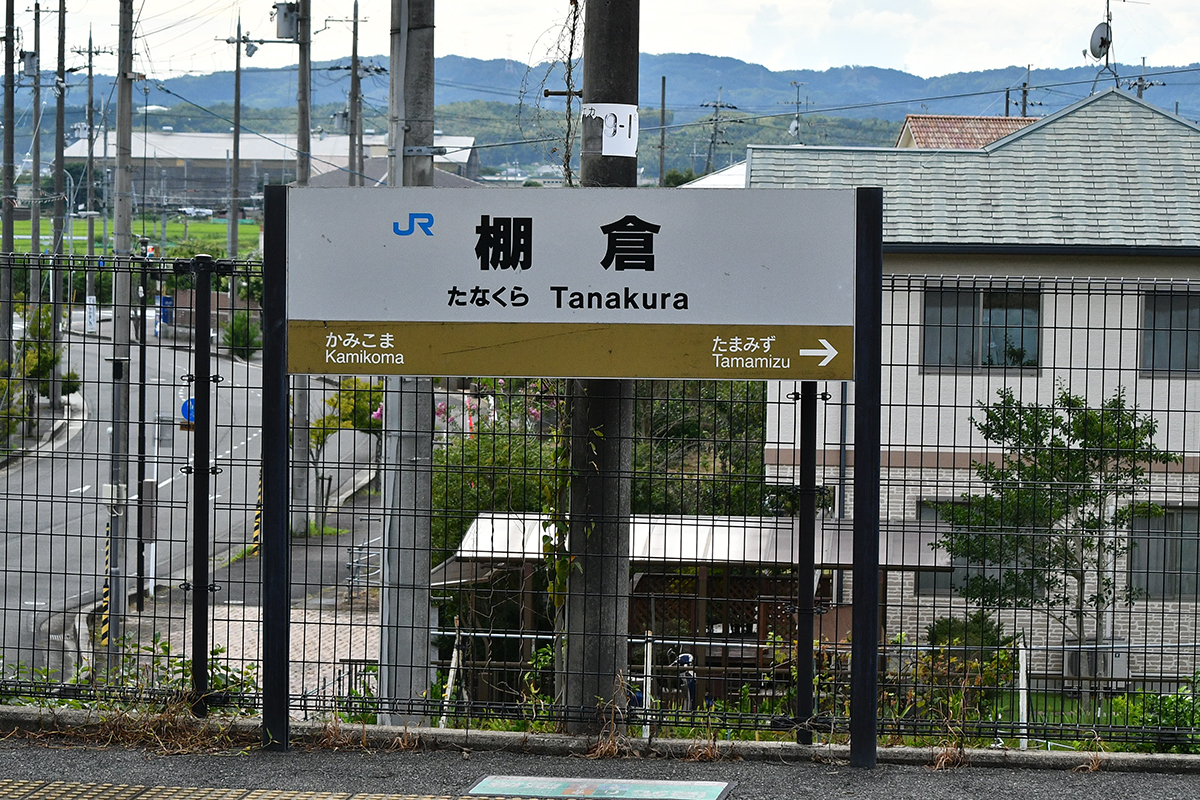 9-1
JR
棚倉
たなくら Tanakura
かみこま
Kamikoma
たまみず
Tamamizu →